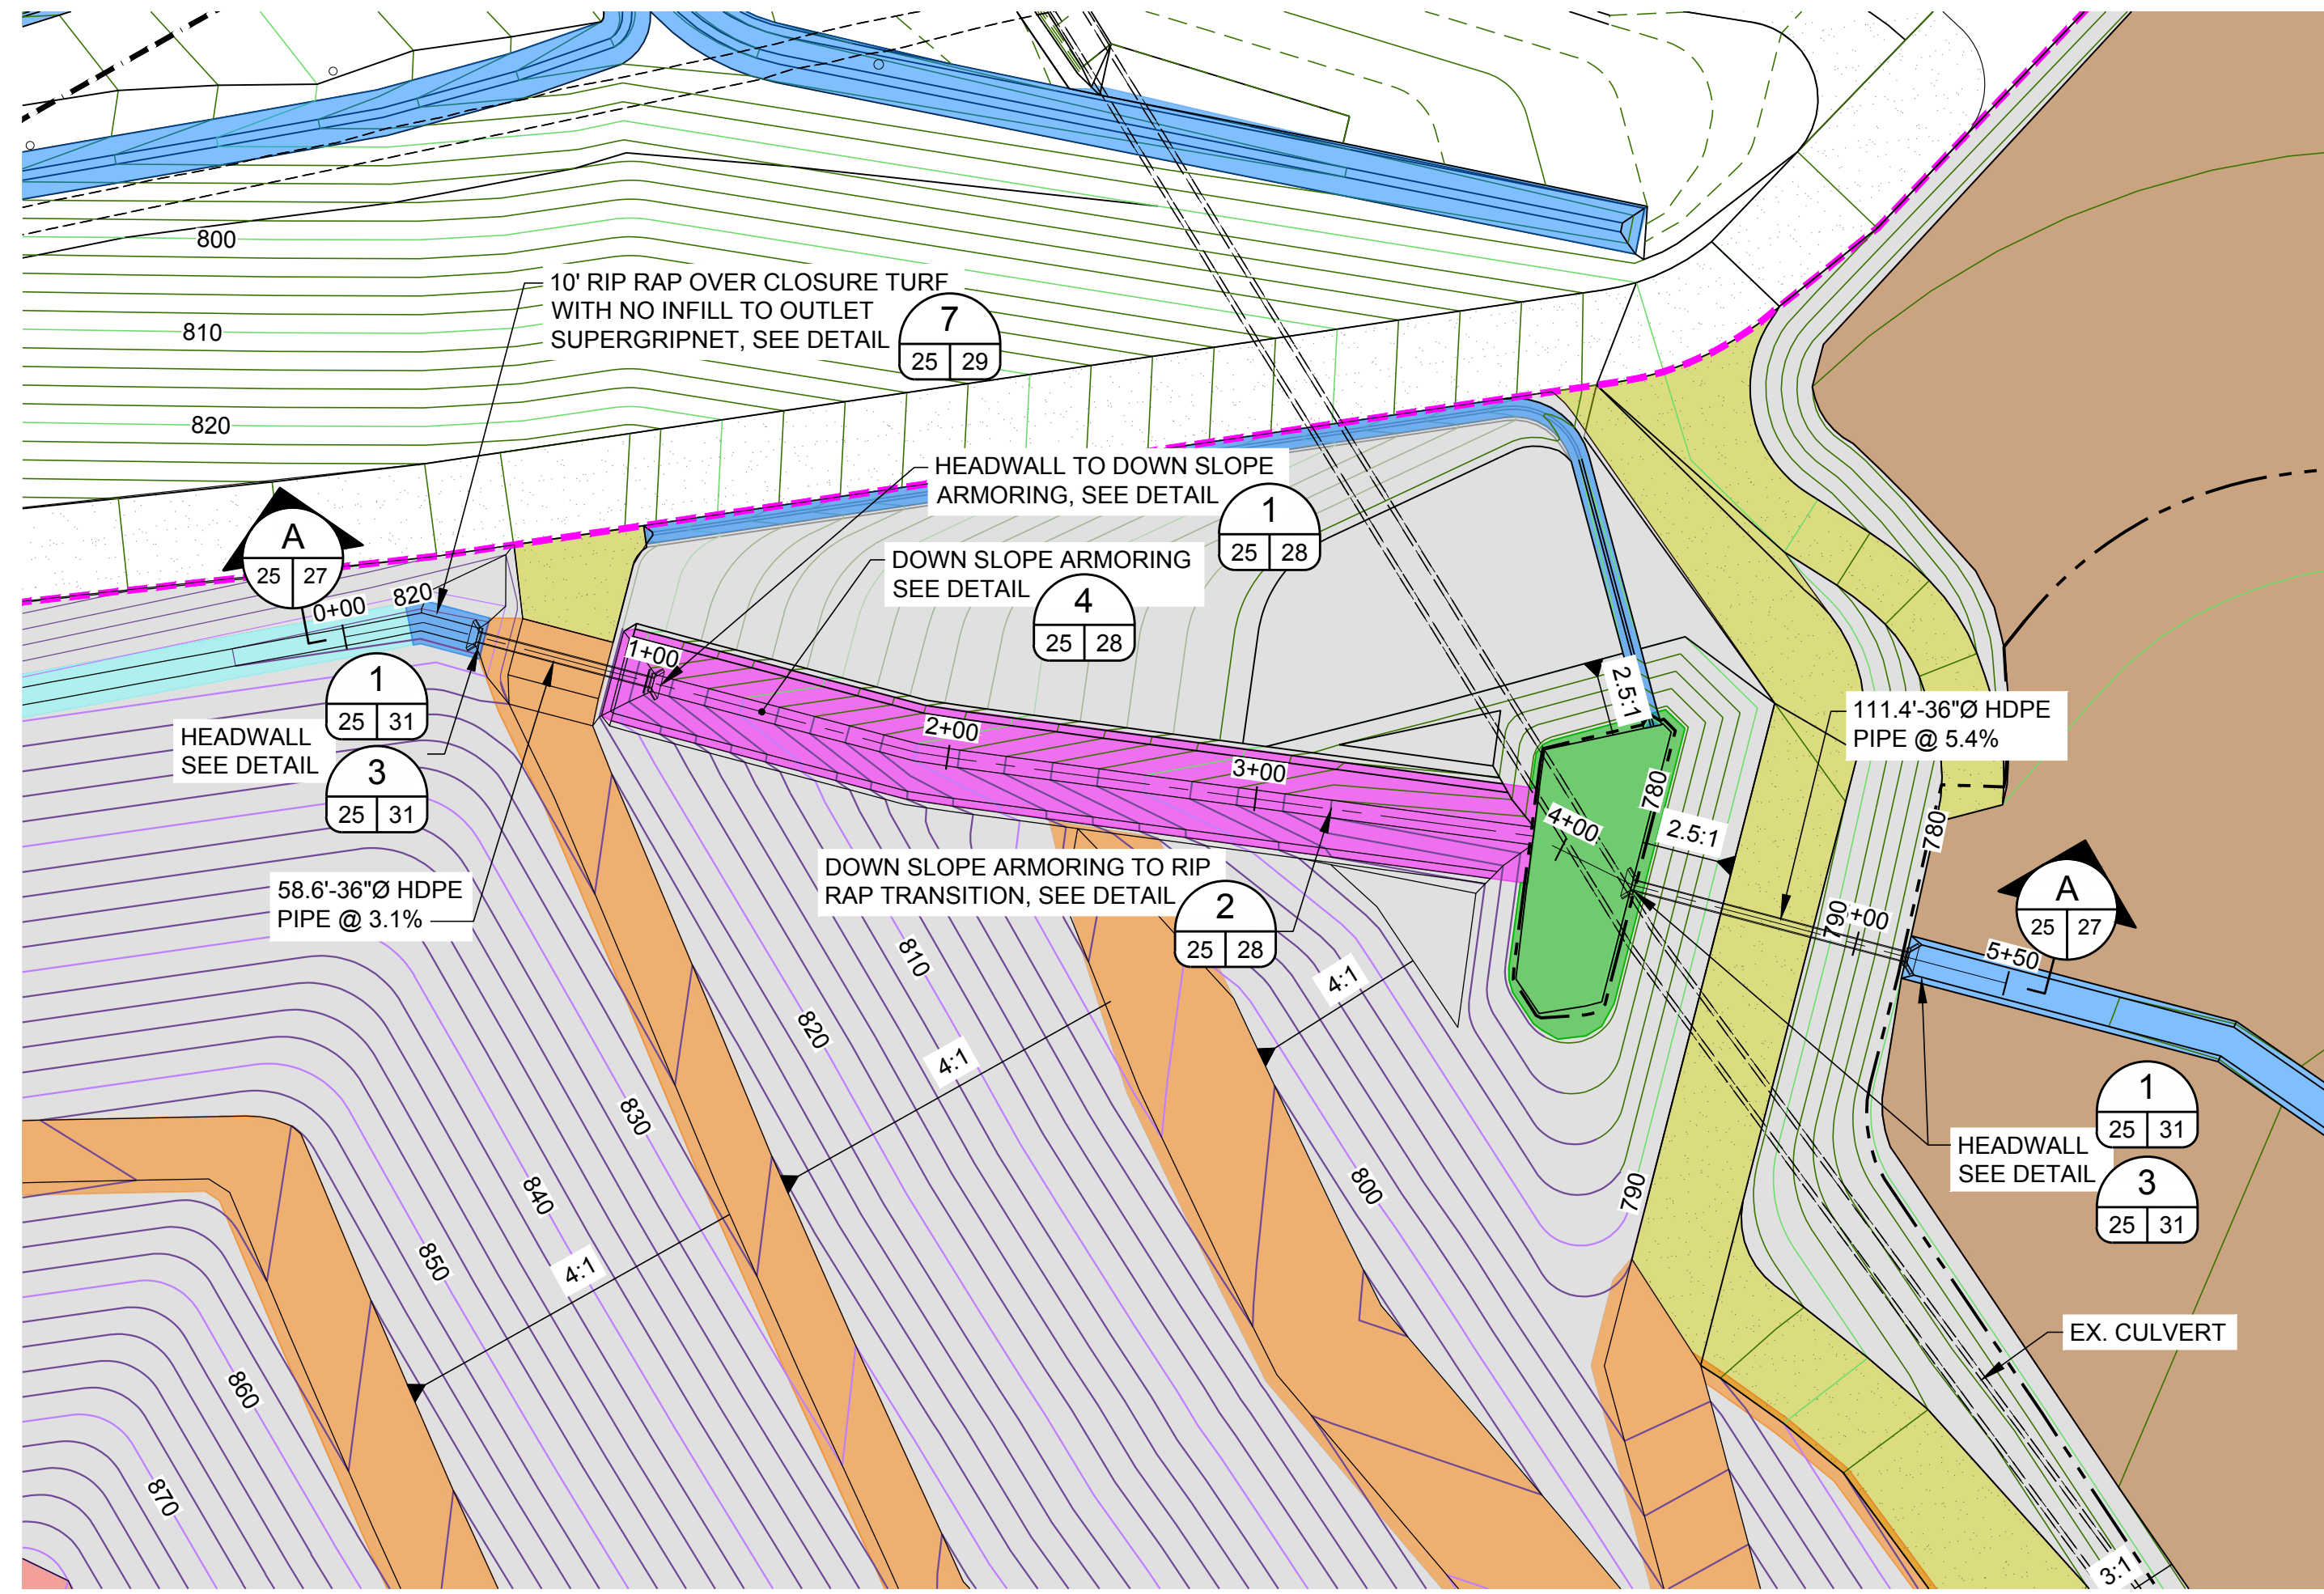 800
10' RIP RAP OVER CLOSURE TURF
WITH NO INFILL TO OUTLET
SUPERGRIPNET, SEE DETAIL
7
25 29
810
820
HEADWALL TO DOWN SLOPE
ARMORING, SEE DETAIL
1
25 28
A
25 27
DOWN SLOPE ARMORING
SEE DETAIL
4
25 28
0+00
820
1+00
2.5:1
1
25 31
HEADWALL
SEE DETAIL
3
25 31
111.4'-36"Ø HDPE
PIPE @ 5.4%
2+00
3+00
780
4+00
2.5:1
780
DOWN SLOPE ARMORING TO RIP
RAP TRANSITION, SEE DETAIL
2
25 28
58.6'-36"Ø HDPE
PIPE @ 3.1%
A
25 27
790
+00
5+50
810
4:1
820
4:1
830
1
25 31
HEADWALL
SEE DETAIL
3
25 31
800
790
840
850
4:1
EX. CULVERT
860
870
3:1